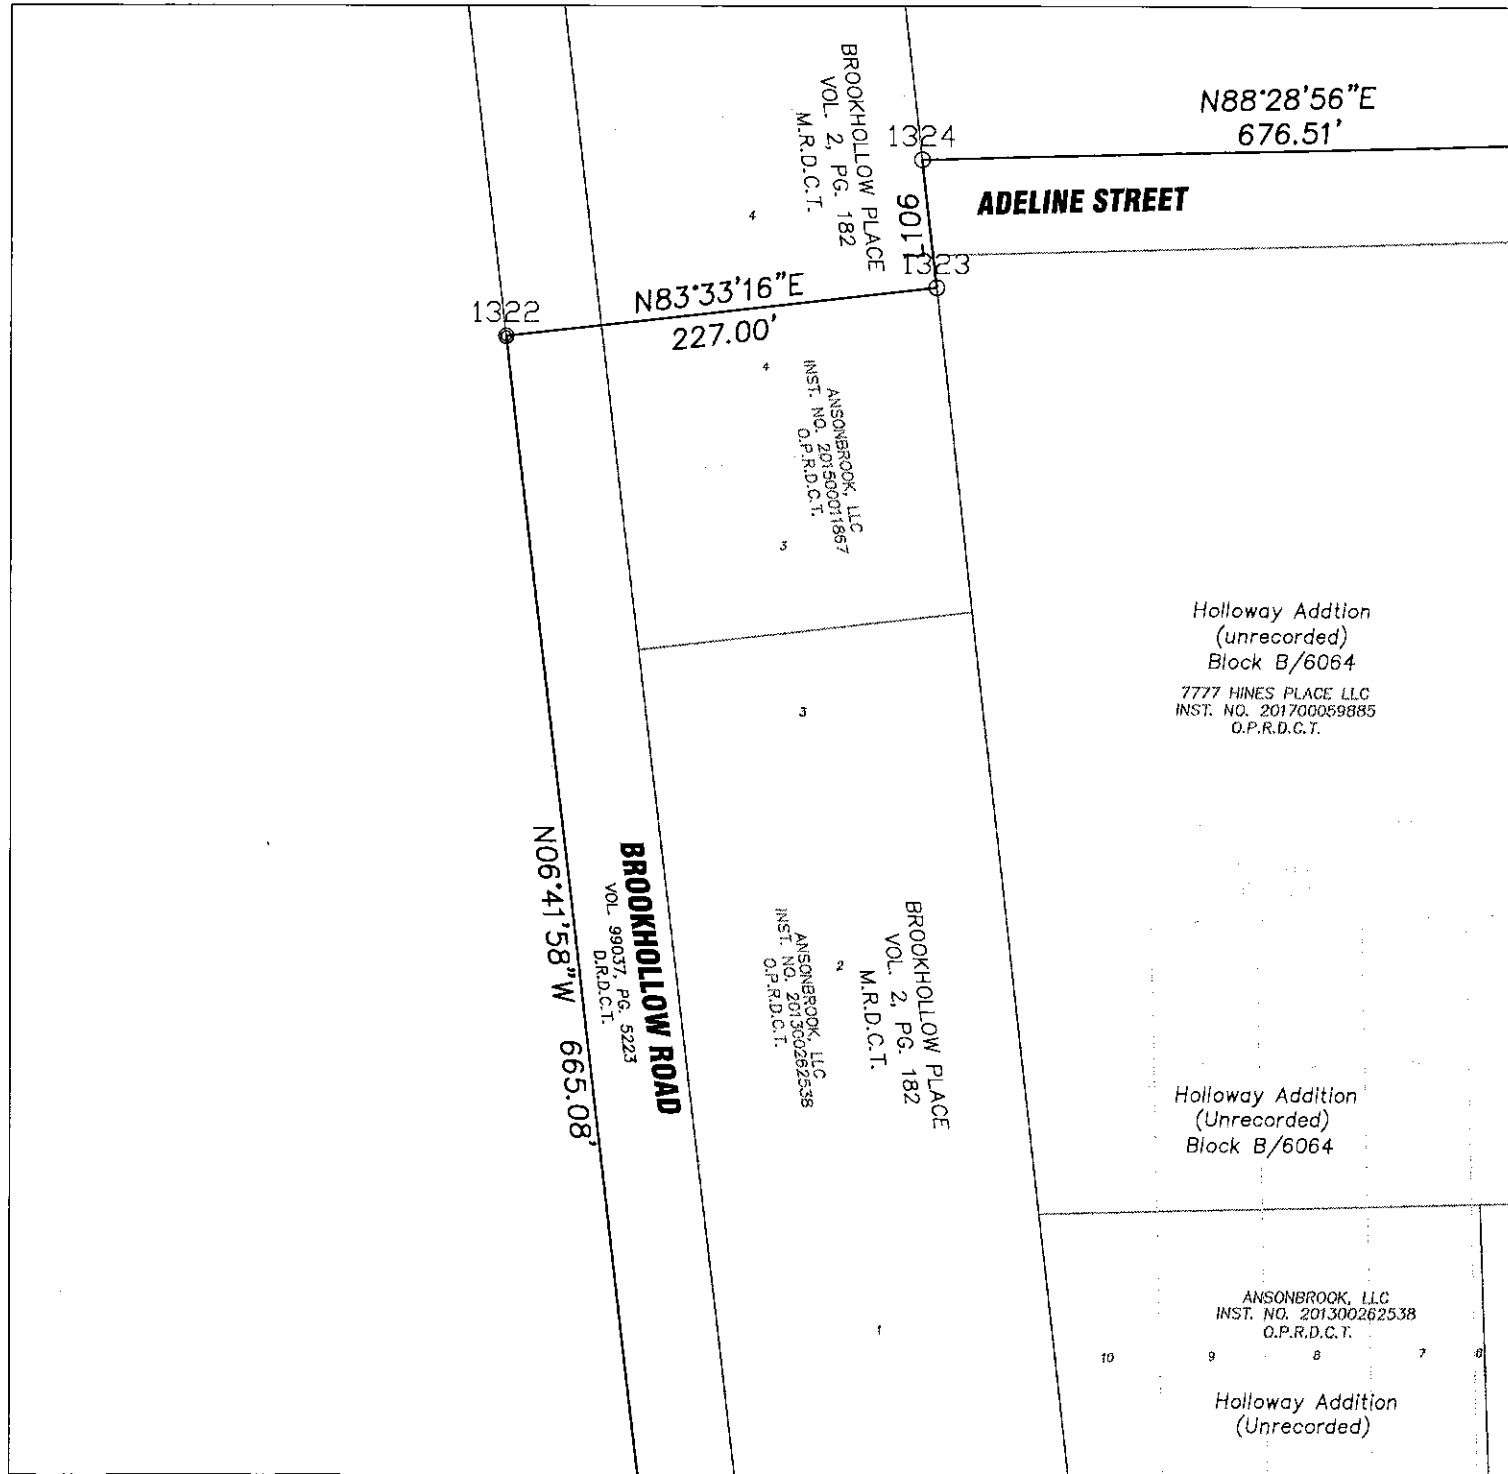 BROOKHOLLOW PLACE
VOL. 2, PG. 182
M.R.D.C.T.
1324
N88°28'56"E
676.51'
L106
ADELINE STREET
4
1323
1322
N83°33'16"E
227.00'
4
ANSONBROOK, LLC
INST. NO. 201500011867
O.P.R.D.C.T.
3
Holloway Addtion
(unrecorded)
Block B/6064
7777 HINES PLACE LLC
INST. NO. 201700059885
O.P.R.D.C.T.
3
N06°41'58"W 665.08'
BROOKHOLLOW ROAD
VOL. 99037, PG. 5223
D.R.D.C.T.
ANSONBROOK, LLC
INST. NO. 201300262538
O.P.R.D.C.T.
2
BROOKHOLLOW PLACE
VOL. 2, PG. 182
M.R.D.C.T.
Holloway Addition
(Unrecorded)
Block B/6064
ANSONBROOK, LLC
INST. NO. 201300262538
O.P.R.D.C.T.
1
10 9 8 7 6
Holloway Addition
(Unrecorded)